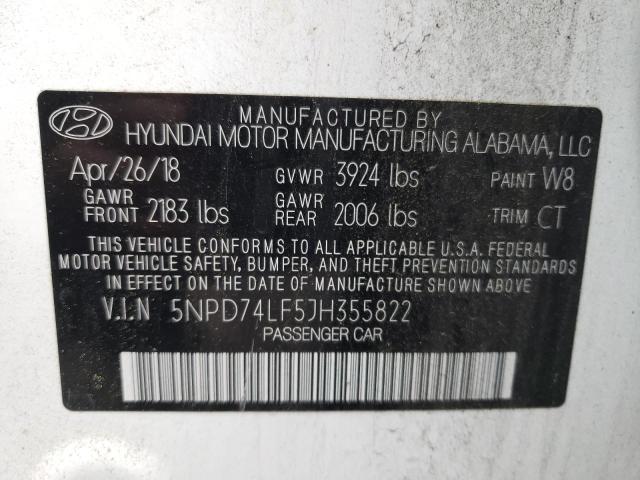 MANUFACTURED BY
HYUNDAI MOTOR MANUFACTURING ALABAMA, LLC
Apr/26/18 GVWR 3924 lbs PAINT W8
GAWR FRONT 2183 lbs GAWR REAR 2006 lbs TRIM CT
THIS VEHICLE CONFORMS TO ALL APPLICABLE U.S.A. FEDERAL
MOTOR VEHICLE SAFETY, BUMPER, AND THEFT PREVENTION STANDARDS
IN EFFECT ON THE DATE OF MANUFACTURE SHOWN ABOVE.
V.I.N 5NPD74LF5JH355822
PASSENGER CAR